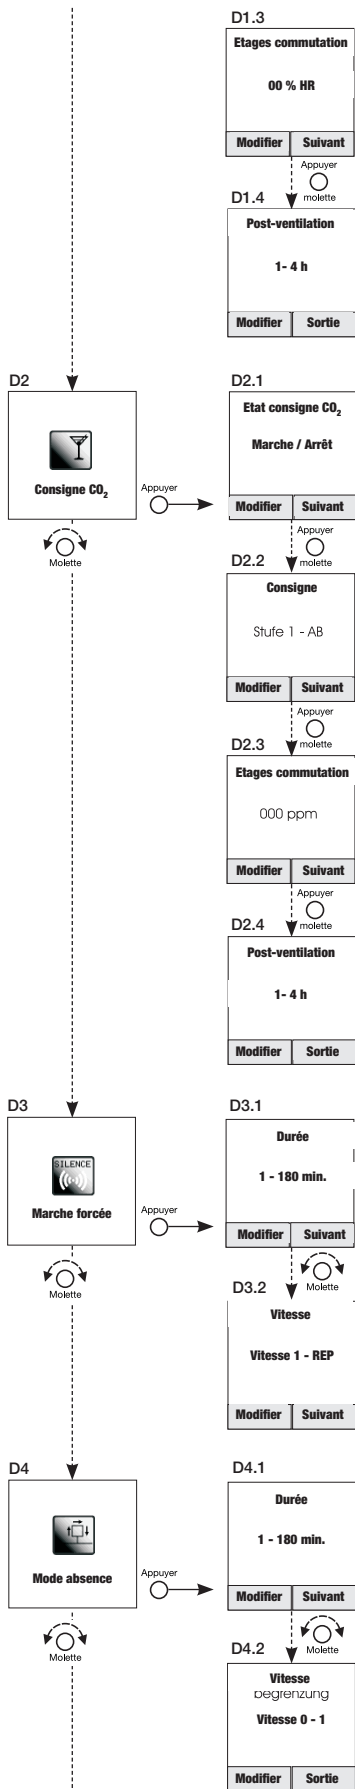 D1.3
Etages commutation
00 % HR
Modifier Suivant
Appuyer
molette
D1.4
Post-ventilation
1- 4 h
Modifier Sortie
D2
Consigne CO₂
Appuyer
Molette
D2.1
Etat consigne CO₂
Marche / Arrêt
Modifier Suivant
Appuyer
molette
D2.2
Consigne
Stufe 1 - AB
Modifier Suivant
Appuyer
molette
D2.3
Etages commutation
000 ppm
Modifier Suivant
Appuyer
molette
D2.4
Post-ventilation
1- 4 h
Modifier Sortie
D3
SILENCE
Marche forcée
Appuyer
Molette
D3.1
Durée
1 - 180 min.
Modifier Suivant
Molette
D3.2
Vitesse
Vitesse 1 - REP
Modifier Suivant
D4
Mode absence
Appuyer
Molette
D4.1
Durée
1 - 180 min.
Modifier Suivant
Molette
D4.2
Vitesse
begrenzung
Vitesse 0 - 1
Modifier Sortie